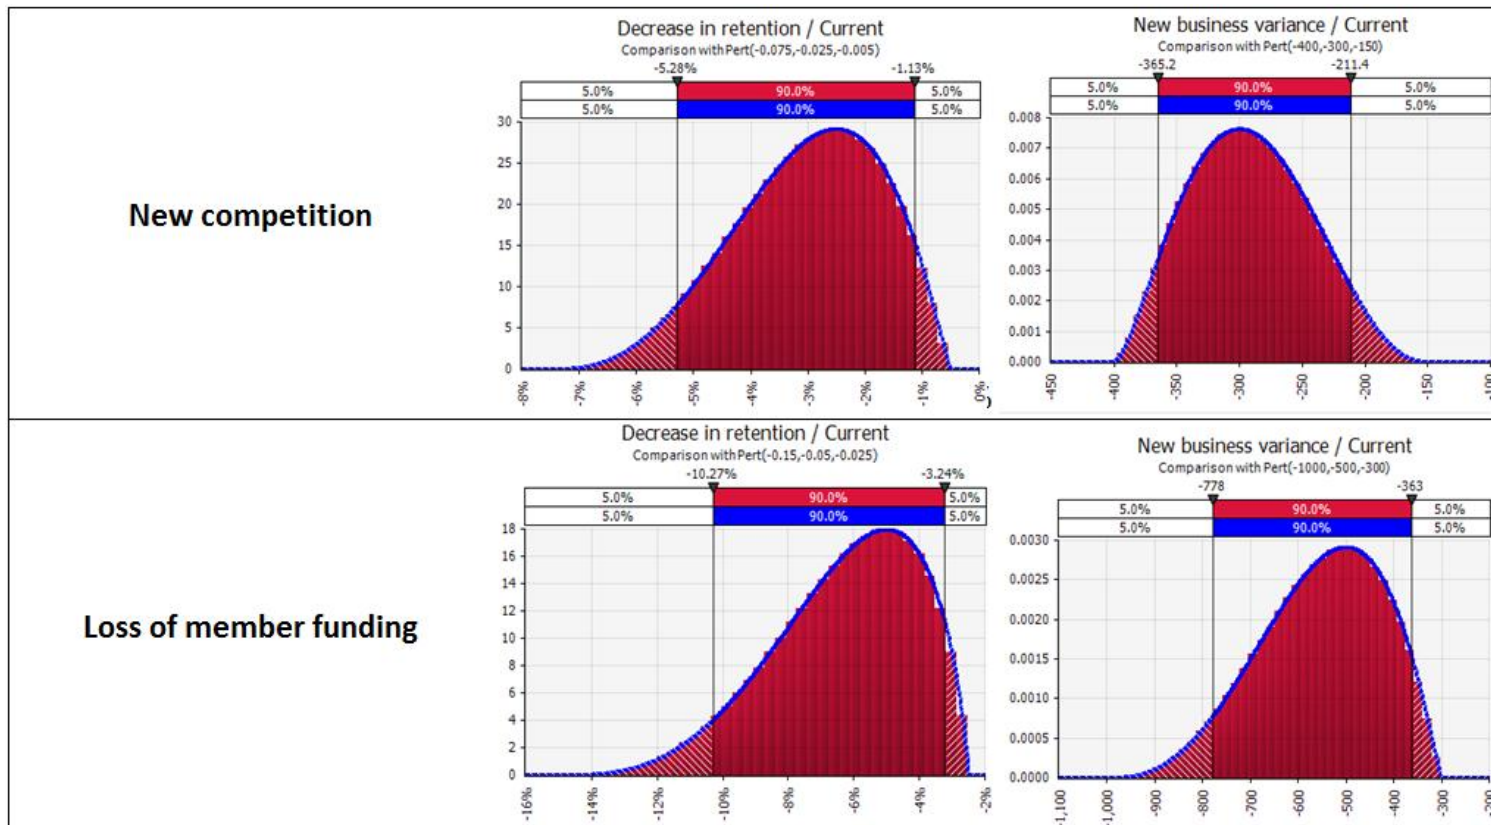 New competition
Decrease in retention / Current
Comparison with Pert(-0.075,-0.025,-0.005)
-5.28% -1.13%
5.0% 90.0% 5.0%
5.0% 90.0% 5.0%
30
25
20
15
10
5
0
-8% -7% -6% -5% -4% -3% -2% -1% 0%
New business variance / Current
Comparison with Pert(-400,-300,-150)
-365.2 -211.4
5.0% 90.0% 5.0%
5.0% 90.0% 5.0%
0.008
0.007
0.006
0.005
0.004
0.003
0.002
0.001
0.000
-450 -400 -350 -300 -250 -200 -150 -100
Loss of member funding
Decrease in retention / Current
Comparison with Pert(-0.15,-0.05,-0.025)
-10.27% -3.24%
5.0% 90.0% 5.0%
5.0% 90.0% 5.0%
18
16
14
12
10
8
6
4
2
0
-16% -14% -12% -10% -8% -6% -4% -2%
New business variance / Current
Comparison with Pert(-1000,-500,-300)
-778 -363
5.0% 90.0% 5.0%
5.0% 90.0% 5.0%
0.0030
0.0025
0.0020
0.0015
0.0010
0.0005
0.0000
-1,100 -1,000 -900 -800 -700 -600 -500 -400 -300 -200